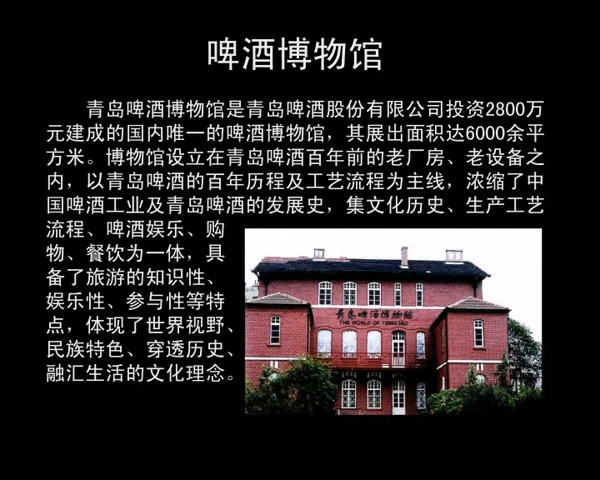 啤酒博物馆
青岛啤酒博物馆是青岛啤酒股份有限公司投资2800万
元建成的国内唯一的啤酒博物馆，其展出面积达6000余平
方米。博物馆设立在青岛啤酒百年前的老厂房、老设备之
内，以青岛啤酒的百年历程及工艺流程为主线，浓缩了中
国啤酒工业及青岛啤酒的发展史，集文化历史、生产工艺
流程、啤酒娱乐、购
物、餐饮为一体，具
备了旅游的知识性、
娱乐性、参与性等特
点，体现了世界视野、
民族特色、穿透历史、
融汇生活的文化理念。
青岛啤酒博物馆
THE WORLD OF TSINGTAO